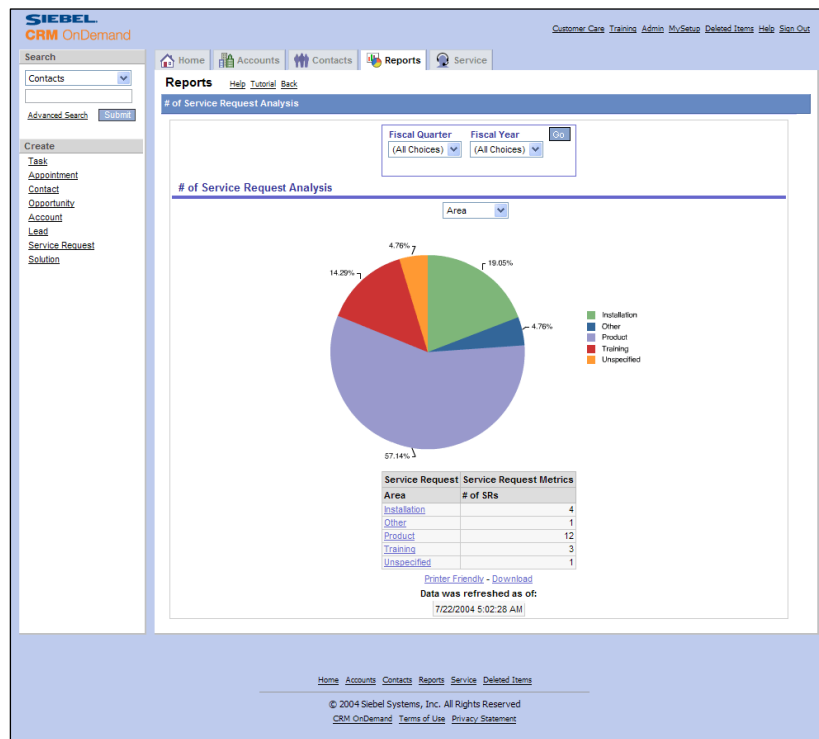 SIEBEL.
CRM OnDemand
Customer Care Training Admin MySetup Deleted Items Help Sign Out
Search
Contacts
Advanced Search Submit
Create
Task
Appointment
Contact
Opportunity
Account
Lead
Service Request
Solution
Home Accounts Contacts Reports Service
Reports Help Tutorial Back
# of Service Request Analysis
Fiscal Quarter Fiscal Year Go
(All Choices) (All Choices)
# of Service Request Analysis
Area
4.76%
19.05%
14.29%
4.76%
57.14%
Installation
Other
Product
Training
Unspecified
Service Request Service Request Metrics
Area # of SRs
Installation 4
Other 1
Product 12
Training 3
Unspecified 1
Printer Friendly - Download
Data was refreshed as of:
7/22/2004 5:02:28 AM
Home Accounts Contacts Reports Service Deleted Items
© 2004 Siebel Systems, Inc. All Rights Reserved
CRM OnDemand Terms of Use Privacy Statement